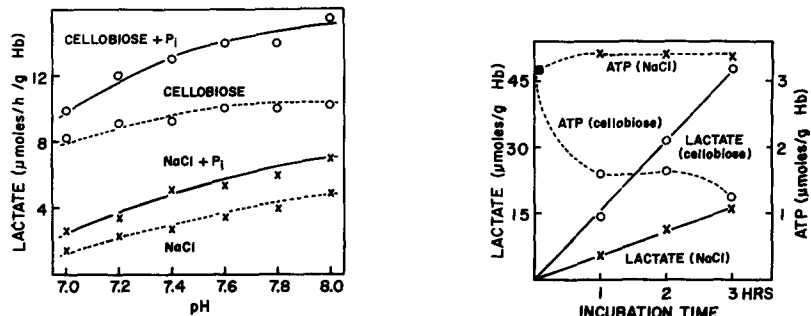 LACTATE (μmoles/h /g Hb)
12
8
4
CELLOBIOSE + Pi
CELLOBIOSE
NaCl + Pi
NaCl
7.0 7.2 7.4 7.6 7.8 8.0
pH
LACTATE (μmoles/g Hb)
45
30
15
ATP (NaCl)
ATP (cellobiose)
LACTATE
(cellobiose)
LACTATE (NaCl)
3
2
1
ATP (μmoles/g Hb)
1 2 3 HRS
INCUBATION TIME